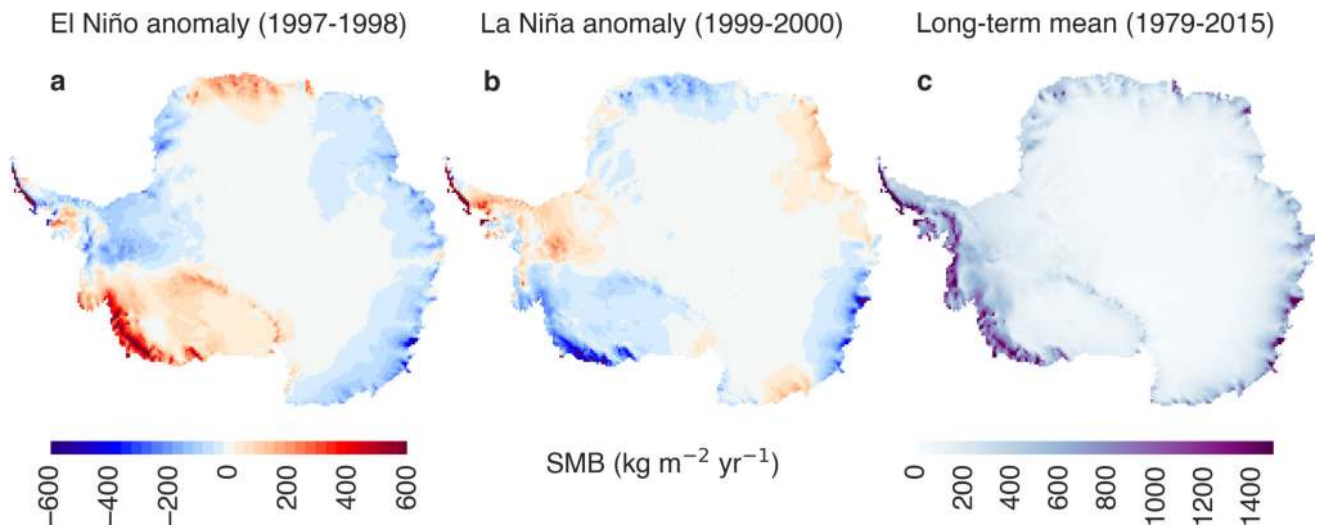 El Niño anomaly (1997-1998) La Niña anomaly (1999-2000) Long-term mean (1979-2015)
a b c
−600 −400 −200 0 200 400 600 SMB (kg m⁻² yr⁻¹) 0 200 400 600 800 1000 1200 1400